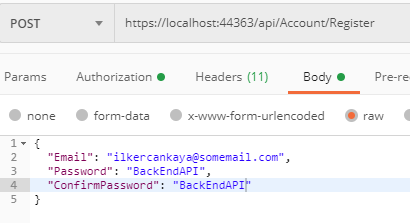 POST https://localhost:44363/api/Account/Register
Params Authorization Headers (11) Body Pre-re
none form-data x-www-form-urlencoded raw
1 {
2 "Email": "ilkercankaya@somemail.com",
3 "Password": "BackEndAPI",
4 "ConfirmPassword": "BackEndAPI"
5 }